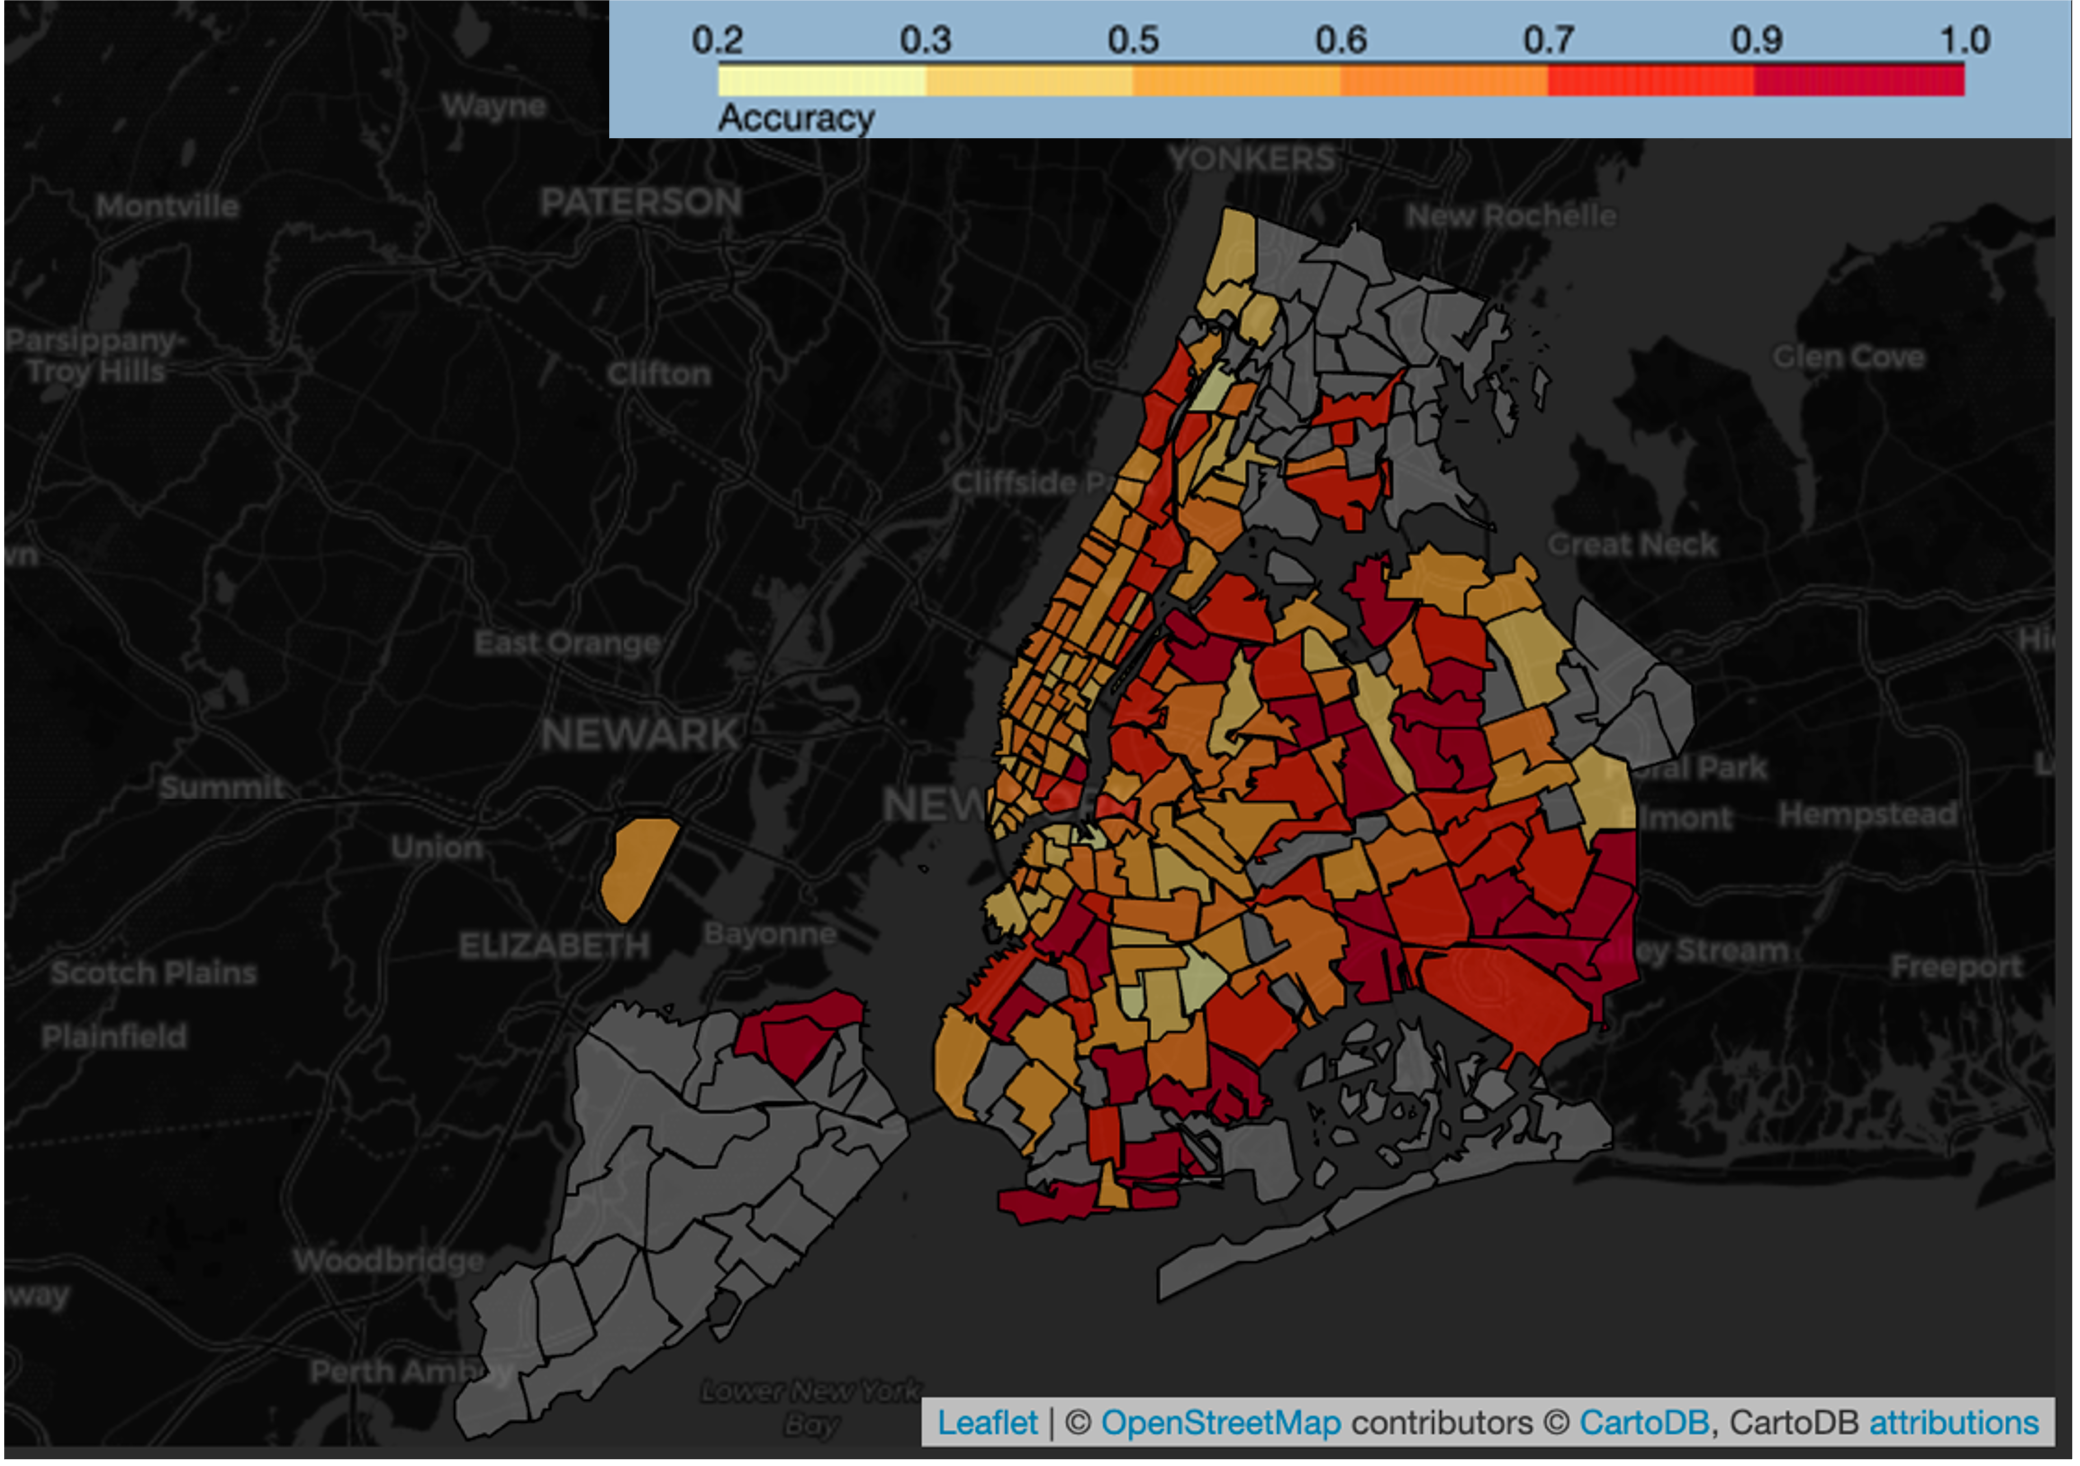 0.2 0.3 0.5 0.6 0.7 0.9 1.0
Accuracy
Wayne
YONKERS
PATERSON
Montville
New Rochelle
Parsippany-
Troy Hills
Clifton
Glen Cove
Cliffside Pa
wn
Great Neck
East Orange
Hi
NEWARK
Summit
NEW
oral Park
L
Union
lmont
Hempstead
ELIZABETH
Bayonne
ley Stream
Scotch Plains
Freeport
Plainfield
Woodbridge
way
Perth Amboy
Lower New York
Bay
Leaflet | © OpenStreetMap contributors © CartoDB, CartoDB attributions